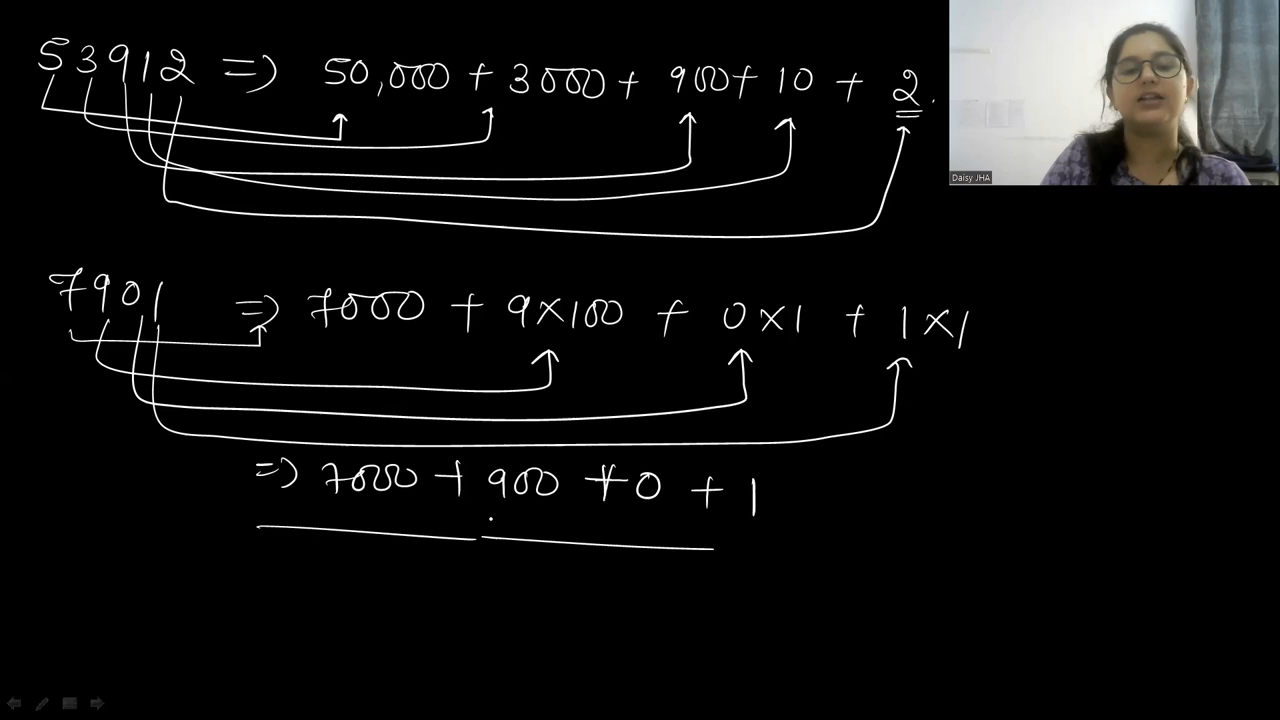 53912 => 50,000 + 3000 + 900 + 10 + 2.
Daisy JHA
7901 => 7000 + 9×100 + 0×1 + 1×1
=> 7000 + 900 + 0 + 1